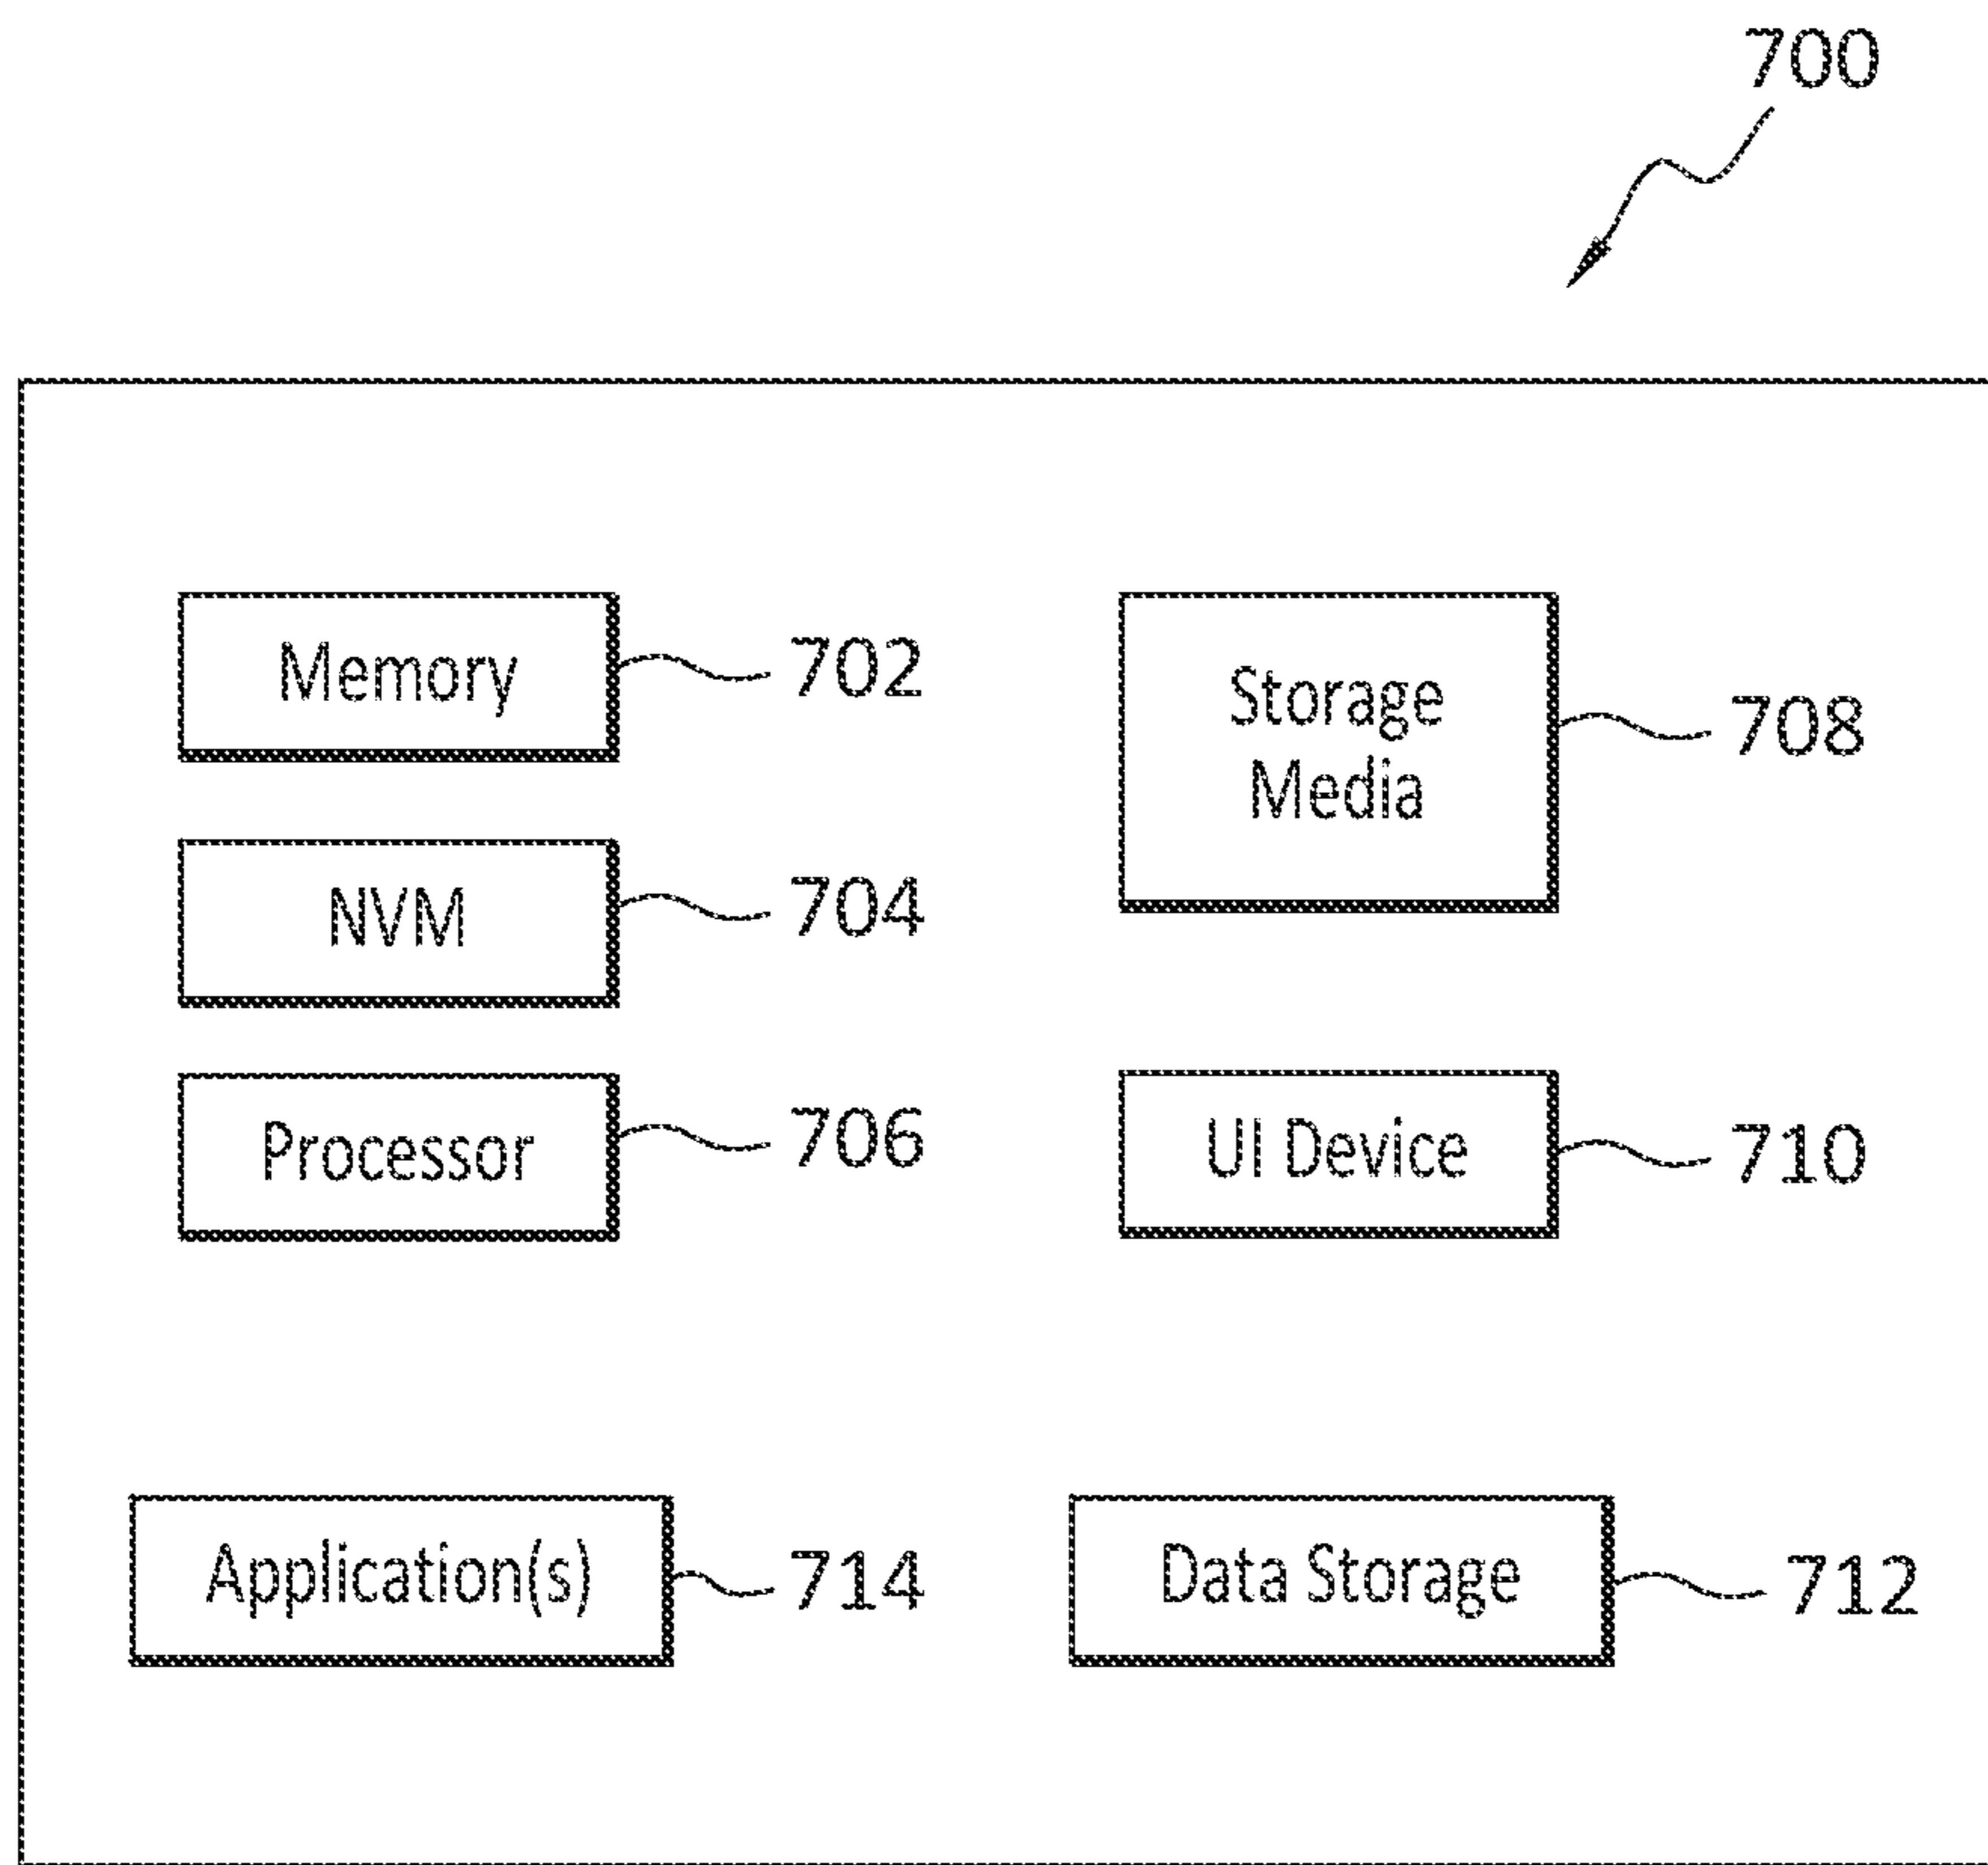 700
Memory 702
Storage
Media
708
NVM 704
Processor 706
UI Device 710
Application(s) 714
Data Storage 712